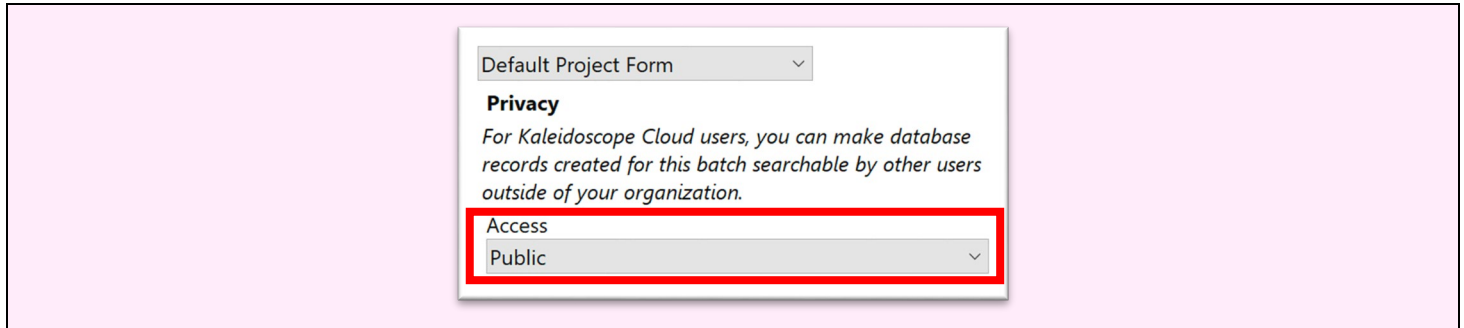 Default Project Form
Privacy
For Kaleidoscope Cloud users, you can make database
records created for this batch searchable by other users
outside of your organization.
Access
Public